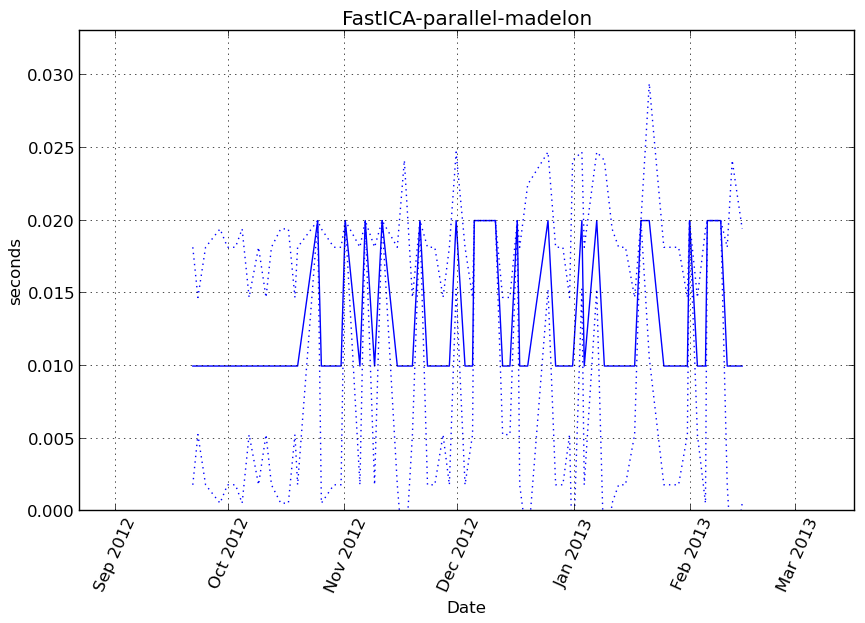 FastICA-parallel-madelon
0.030
0.025
0.020
0.015
0.010
0.005
0.000
seconds
Sep 2012
Oct 2012
Nov 2012
Dec 2012
Jan 2013
Feb 2013
Mar 2013
Date